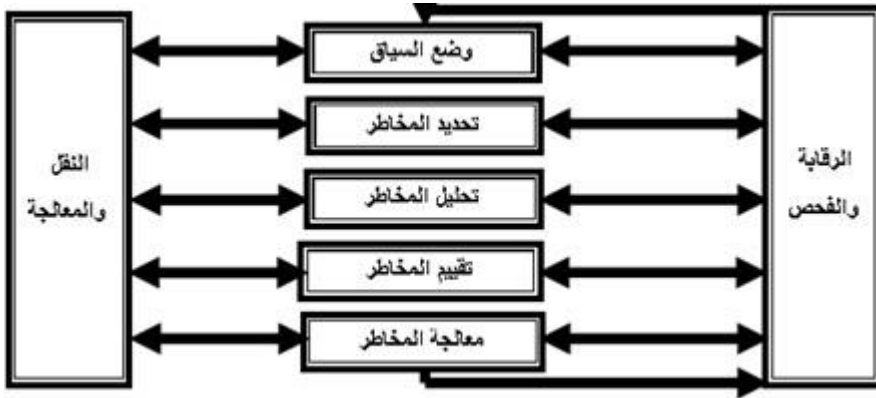 وضع السياق
تحديد المخاطر
تحليل المخاطر
تقييم المخاطر
معالجة المخاطر
الرقابة
والفحص
النقل
والمعالجة